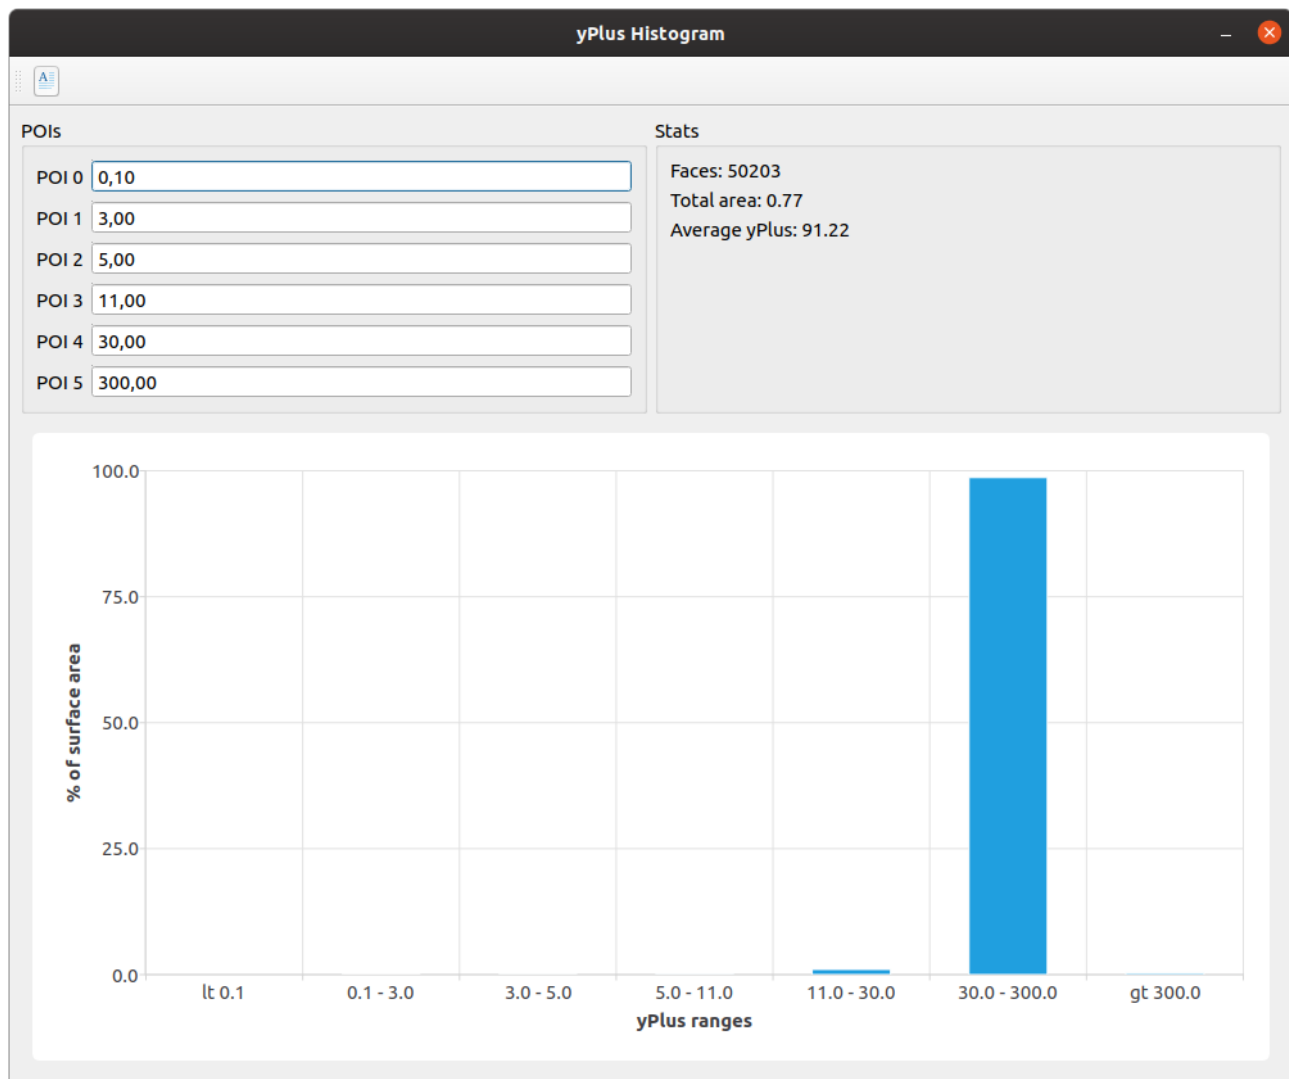 yPlus Histogram
POIs
POI 0 0,10
POI 1 3,00
POI 2 5,00
POI 3 11,00
POI 4 30,00
POI 5 300,00
Stats
Faces: 50203
Total area: 0.77
Average yPlus: 91.22
100.0
75.0
50.0
25.0
0.0
% of surface area
lt 0.1 0.1 - 3.0 3.0 - 5.0 5.0 - 11.0 11.0 - 30.0 30.0 - 300.0 gt 300.0
yPlus ranges